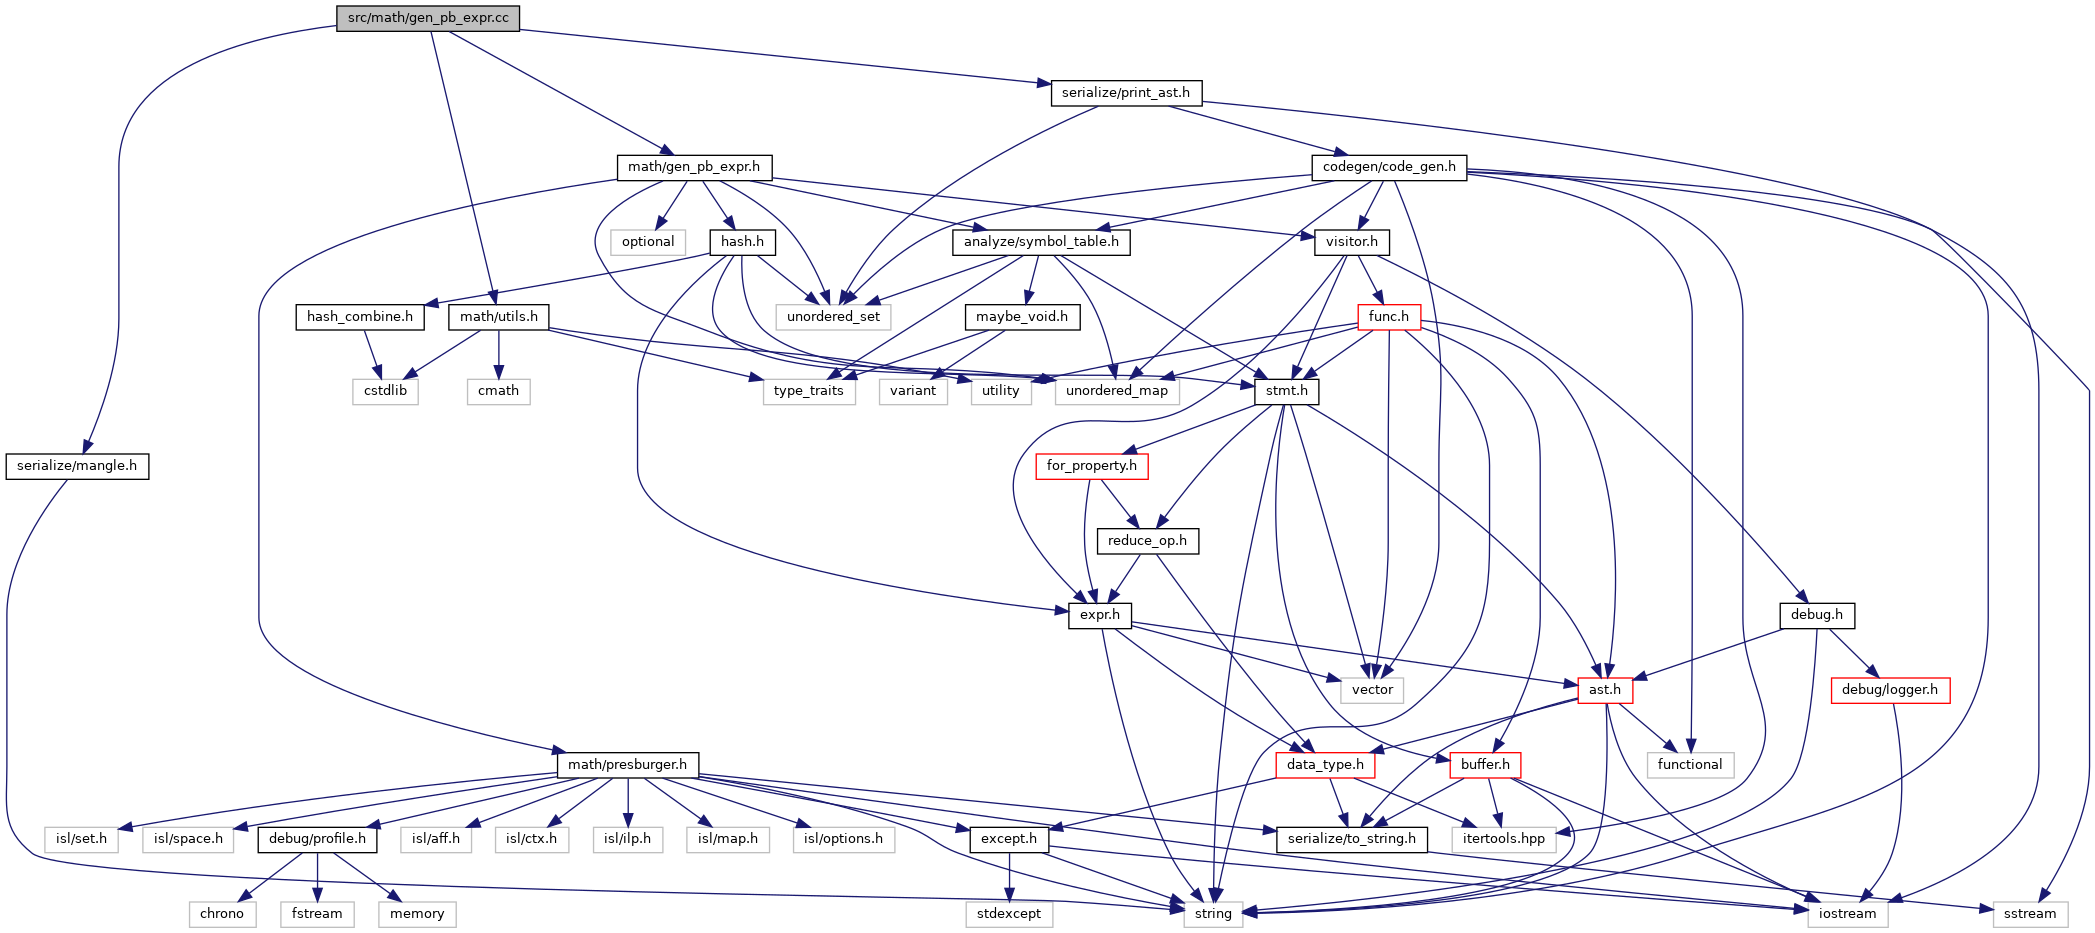 src/math/gen_pb_expr.cc
serialize/print_ast.h
math/gen_pb_expr.h
codegen/code_gen.h
optional
hash.h
analyze/symbol_table.h
visitor.h
hash_combine.h
math/utils.h
unordered_set
maybe_void.h
func.h
cstdlib
cmath
type_traits
variant
utility
unordered_map
stmt.h
serialize/mangle.h
for_property.h
reduce_op.h
expr.h
debug.h
vector
ast.h
debug/logger.h
math/presburger.h
data_type.h
buffer.h
functional
isl/set.h
isl/space.h
debug/profile.h
isl/aff.h
isl/ctx.h
isl/ilp.h
isl/map.h
isl/options.h
except.h
serialize/to_string.h
itertools.hpp
chrono
fstream
memory
stdexcept
string
iostream
sstream